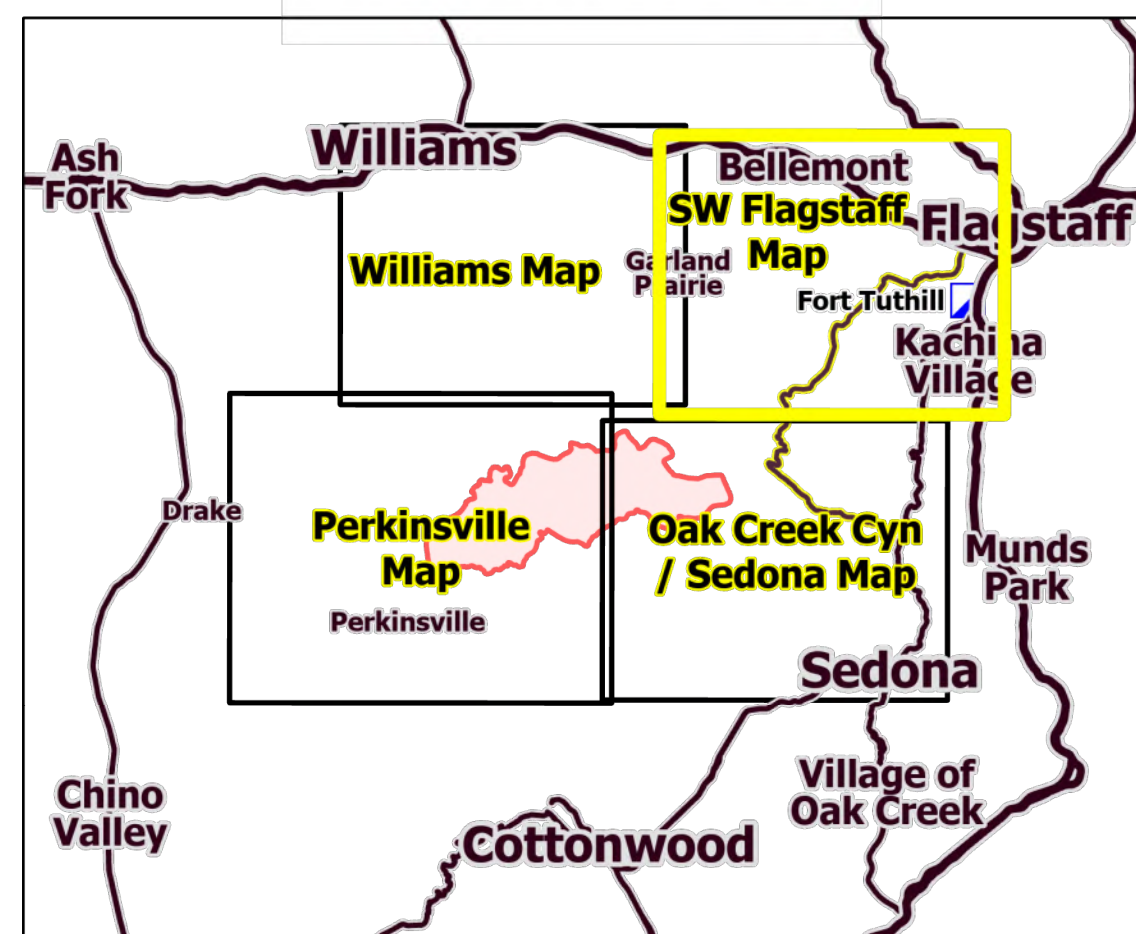 Williams
Ash
Fork
Bellemont
SW Flagstaff
Map
Flagstaff
Williams Map
Garland
Prairie
Fort Tuthill
Kachina
Village
Drake
Perkinsville
Map
Oak Creek Cyn
/ Sedona Map
Munds
Park
Perkinsville
Sedona
Village of
Oak Creek
Chino
Valley
Cottonwood